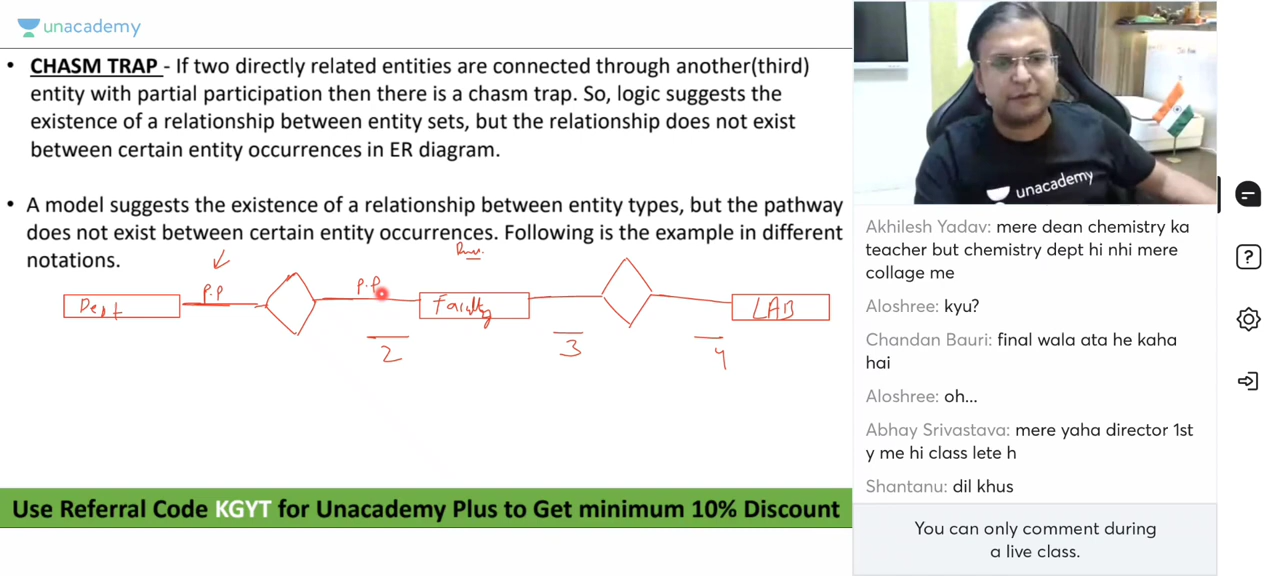 unacademy
• CHASM TRAP - If two directly related entities are connected through another(third)
entity with partial participation then there is a chasm trap. So, logic suggests the
existence of a relationship between entity sets, but the relationship does not exist
between certain entity occurrences in ER diagram.
• A model suggests the existence of a relationship between entity types, but the pathway
does not exist between certain entity occurrences. Following is the example in different
notations.
P.P
P.P
Dept
Faculty
LAB
2
3
4
Use Referral Code KGYT for Unacademy Plus to Get minimum 10% Discount
unacademy
Akhilesh Yadav: mere dean chemistry ka
teacher but chemistry dept hi nhi mere
collage me
Aloshree: kyu?
Chandan Bauri: final wala ata he kaha
hai
Aloshree: oh...
Abhay Srivastava: mere yaha director 1st
y me hi class lete h
Shantanu: dil khus
You can only comment during
a live class.